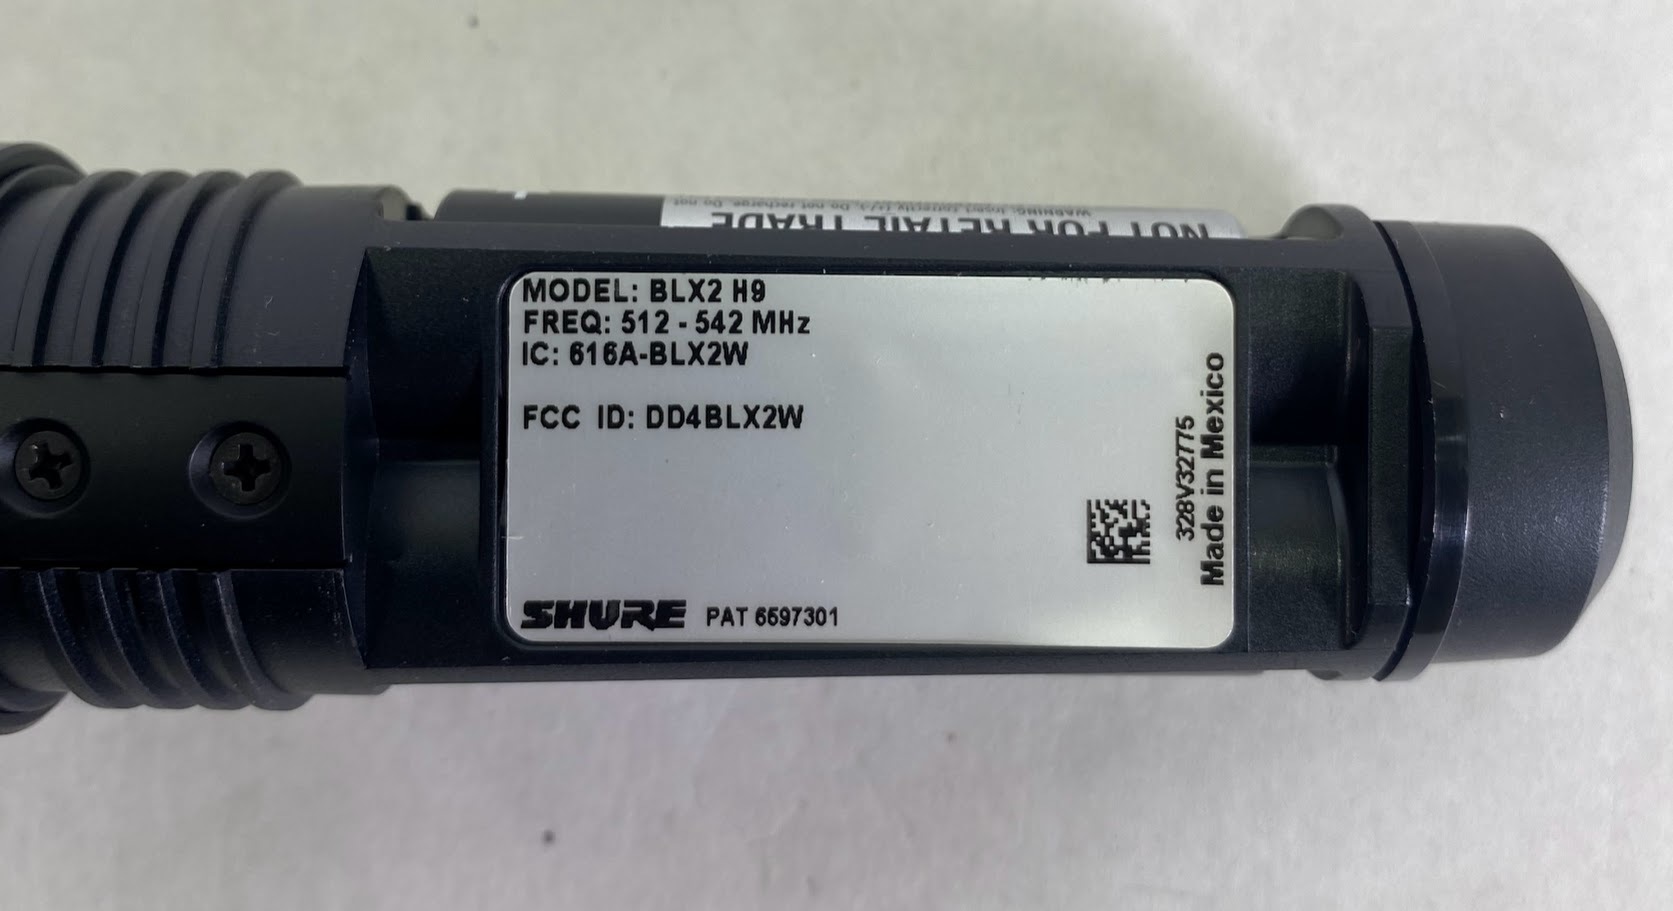 NOT FOR RETAIL TRADE
MODEL: BLX2 H9
FREQ: 512 - 542 MHz
IC: 616A-BLX2W
FCC ID: DD4BLX2W
328V32775
Made in Mexico
SHURE PAT 6597301